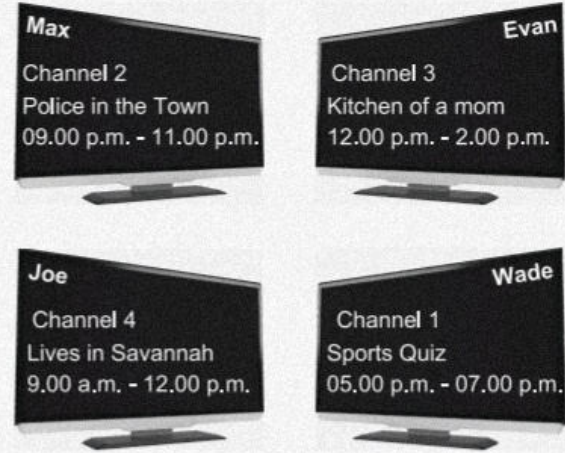 Max
Channel 2
Police in the Town
09.00 p.m. - 11.00 p.m.
Evan
Channel 3
Kitchen of a mom
12.00 p.m. - 2.00 p.m.
Joe
Channel 4
Lives in Savannah
9.00 a.m. - 12.00 p.m.
Wade
Channel 1
Sports Quiz
05.00 p.m. - 07.00 p.m.